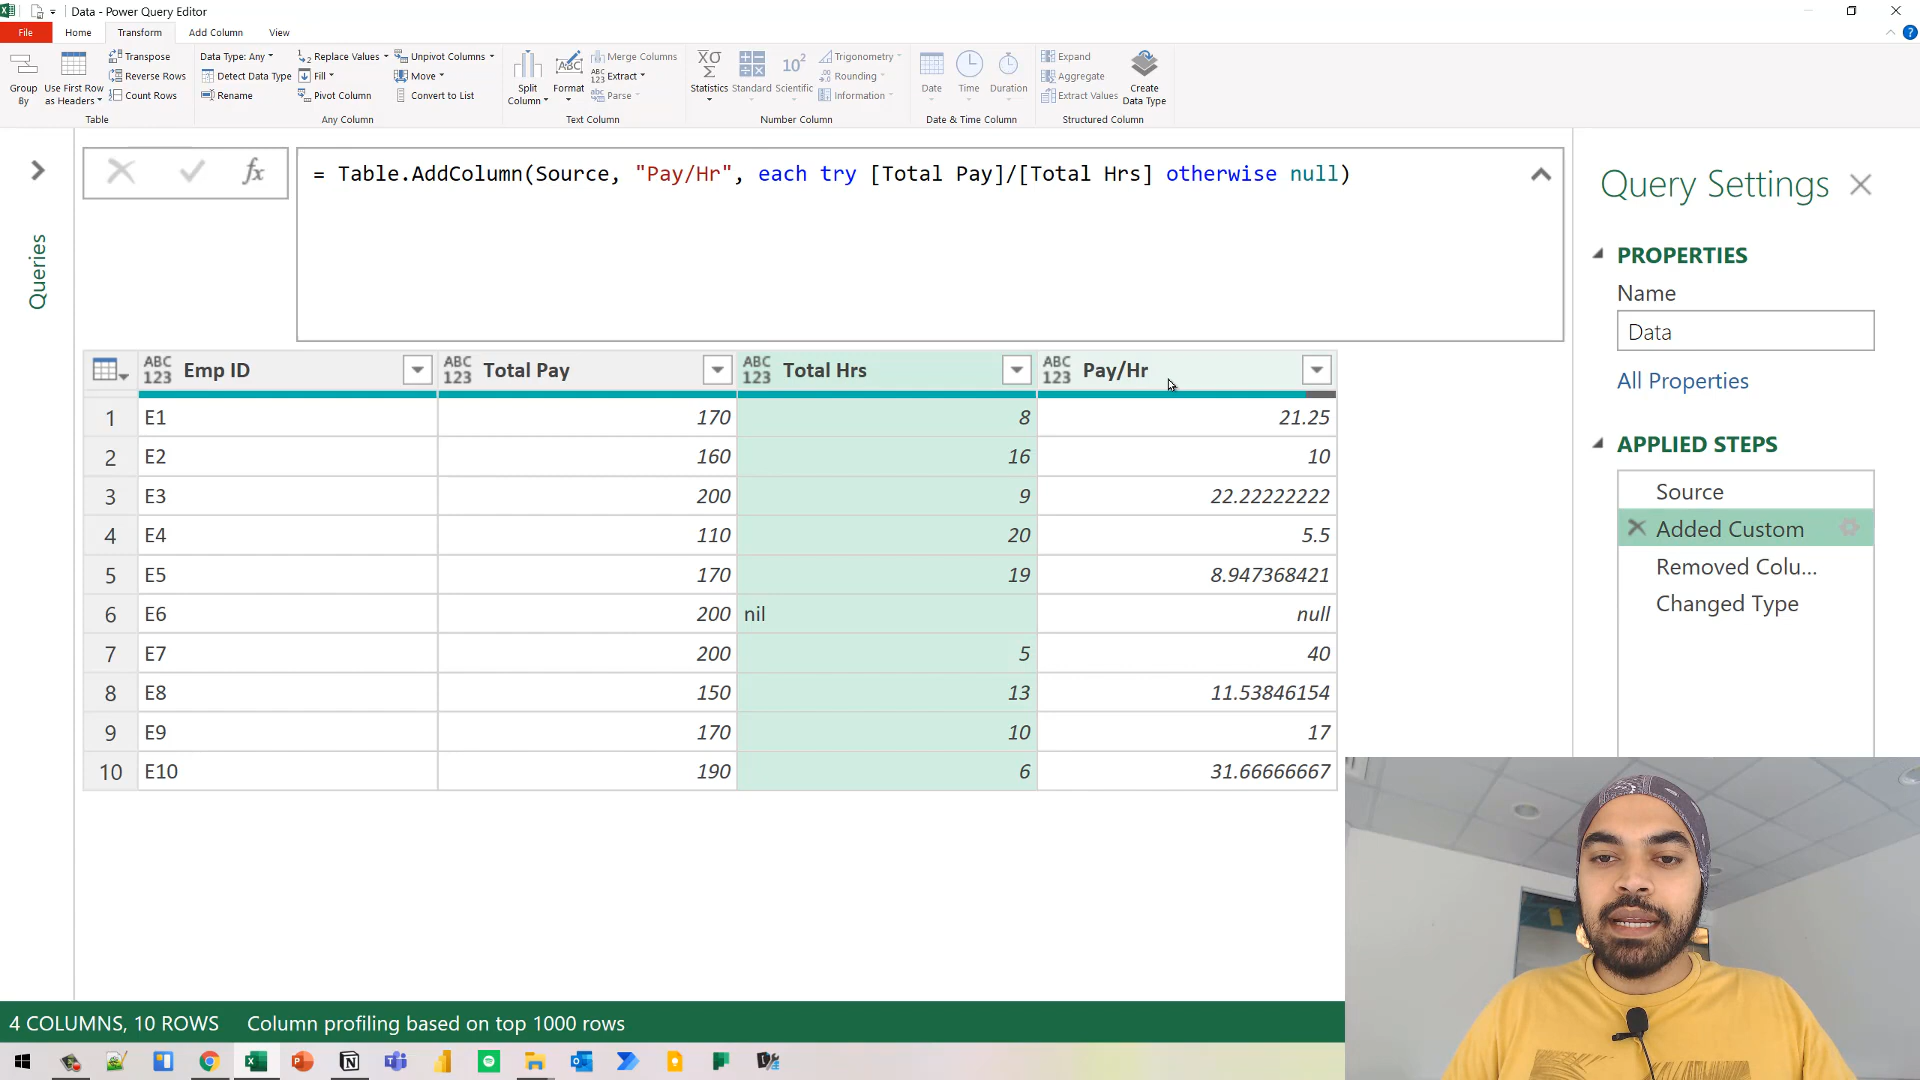 Data - Power Query Editor
File Home Transform Add Column View
Group By
Use First Row as Headers
Transpose
Reverse Rows
Count Rows
Table
Data Type: Any
Detect Data Type
Rename
Replace Values
Fill
Pivot Column
Unpivot Columns
Move
Convert to List
Any Column
Split Column
Format
Merge Columns
Extract
Parse
Text Column
Statistics
Standard
Scientific
Trigonometry
Rounding
Information
Number Column
Date
Time
Duration
Date & Time Column
Expand
Aggregate
Extract Values
Create Data Type
Structured Column
fx
= Table.AddColumn(Source, "Pay/Hr", each try [Total Pay]/[Total Hrs] otherwise null)
Queries
ABC 123 Emp ID ABC 123 Total Pay ABC 123 Total Hrs ABC 123 Pay/Hr
1 E1 170 8 21.25
2 E2 160 16 10
3 E3 200 9 22.22222222
4 E4 110 20 5.5
5 E5 170 19 8.947368421
6 E6 200 nil null
7 E7 200 5 40
8 E8 150 13 11.53846154
9 E9 170 10 17
10 E10 190 6 31.66666667
Query Settings
PROPERTIES
Name
Data
All Properties
APPLIED STEPS
Source
Added Custom
Removed Colu...
Changed Type
4 COLUMNS, 10 ROWS Column profiling based on top 1000 rows